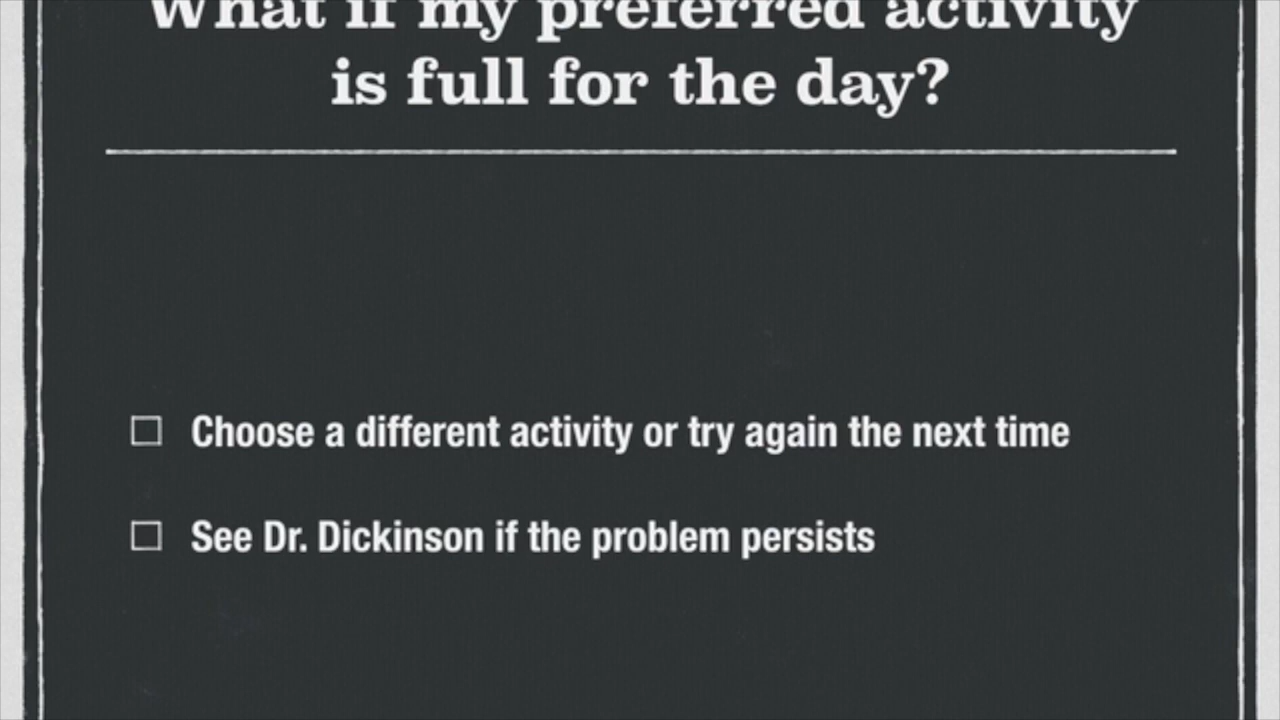 What if my preferred activity
is full for the day?
Choose a different activity or try again the next time
See Dr. Dickinson if the problem persists